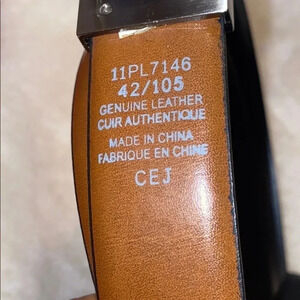 11PL7146
42/105
GENUINE LEATHER
CUIR AUTHENTIQUE
MADE IN CHINA
FABRIQUE EN CHINE
CEJ